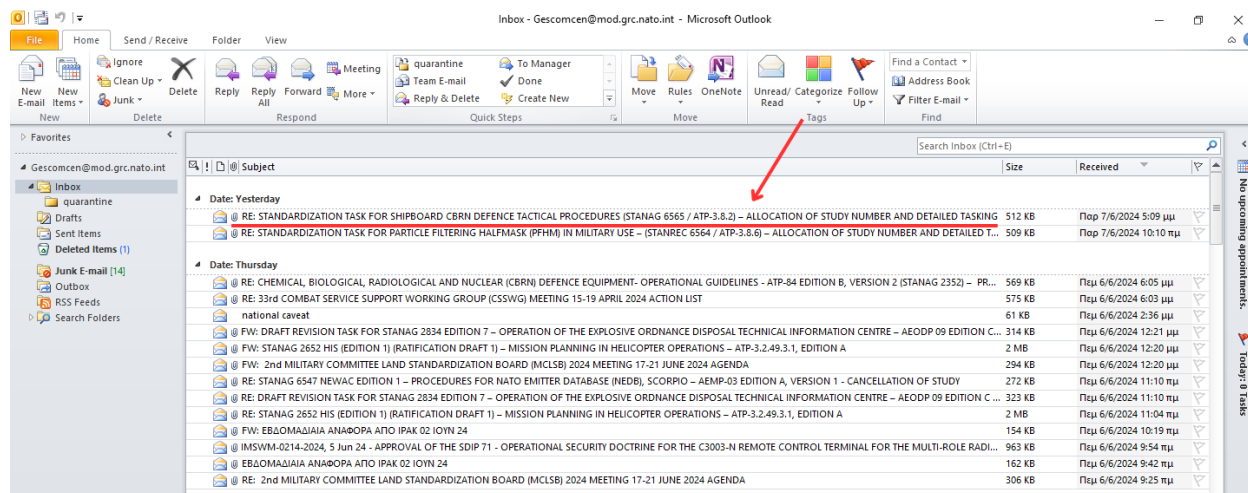 Inbox - Gescomcen@mod.grc.nato.int - Microsoft Outlook
File Home Send / Receive Folder View
New E-mail
New Items
Ignore
Clean Up
Junk
Delete
Reply
Reply All
Forward
Meeting
More
quarantine
Team E-mail
Reply & Delete
To Manager
Done
Create New
Move
Rules
OneNote
Unread/ Read
Categorize
Follow Up
Find a Contact
Address Book
Filter E-mail
New Delete Respond Quick Steps Move Tags Find
Favorites
Gescomcen@mod.grc.nato.int
Inbox
quarantine
Drafts
Sent Items
Deleted Items (1)
Junk E-mail [14]
Outbox
RSS Feeds
Search Folders
Search Inbox (Ctrl+E)
Subject Size Received
Date: Yesterday
RE: STANDARDIZATION TASK FOR SHIPBOARD CBRN DEFENCE TACTICAL PROCEDURES (STANAG 6565 / ATP-3.8.2) – ALLOCATION OF STUDY NUMBER AND DETAILED TASKING 512 KB Παρ 7/6/2024 5:09 μμ
RE: STANDARDIZATION TASK FOR PARTICLE FILTERING HALFMASK (PFHM) IN MILITARY USE – (STANREC 6564 / ATP-3.8.6) – ALLOCATION OF STUDY NUMBER AND DETAILED T... 509 KB Παρ 7/6/2024 10:10 πμ
Date: Thursday
RE: CHEMICAL, BIOLOGICAL, RADIOLOGICAL AND NUCLEAR (CBRN) DEFENCE EQUIPMENT- OPERATIONAL GUIDELINES - ATP-84 EDITION B, VERSION 2 (STANAG 2352) – PR... 569 KB Πεμ 6/6/2024 6:05 μμ
RE: 33rd COMBAT SERVICE SUPPORT WORKING GROUP (CSSWG) MEETING 15-19 APRIL 2024 ACTION LIST 575 KB Πεμ 6/6/2024 6:03 μμ
national caveat 61 KB Πεμ 6/6/2024 2:36 μμ
FW: DRAFT REVISION TASK FOR STANAG 2834 EDITION 7 – OPERATION OF THE EXPLOSIVE ORDNANCE DISPOSAL TECHNICAL INFORMATION CENTRE – AEODP 09 EDITION C... 314 KB Πεμ 6/6/2024 12:21 μμ
FW: STANAG 2652 HIS (EDITION 1) (RATIFICATION DRAFT 1) – MISSION PLANNING IN HELICOPTER OPERATIONS – ATP-3.2.49.3.1, EDITION A 2 MB Πεμ 6/6/2024 12:20 μμ
FW: 2nd MILITARY COMMITTEE LAND STANDARDIZATION BOARD (MCLSB) 2024 MEETING 17-21 JUNE 2024 AGENDA 294 KB Πεμ 6/6/2024 12:20 μμ
RE: STANAG 6547 NEWAC EDITION 1 – PROCEDURES FOR NATO EMITTER DATABASE (NEDB), SCORPIO – AEMP-03 EDITION A, VERSION 1 - CANCELLATION OF STUDY 272 KB Πεμ 6/6/2024 11:10 πμ
RE: DRAFT REVISION TASK FOR STANAG 2834 EDITION 7 – OPERATION OF THE EXPLOSIVE ORDNANCE DISPOSAL TECHNICAL INFORMATION CENTRE – AEODP 09 EDITION C ... 323 KB Πεμ 6/6/2024 11:10 πμ
RE: STANAG 2652 HIS (EDITION 1) (RATIFICATION DRAFT 1) – MISSION PLANNING IN HELICOPTER OPERATIONS – ATP-3.2.49.3.1, EDITION A 2 MB Πεμ 6/6/2024 11:04 πμ
FW: ΕΒΔΟΜΑΔΙΑΙΑ ΑΝΑΦΟΡΑ ΑΠΟ ΙΡΑΚ 02 ΙΟΥΝ 24 154 KB Πεμ 6/6/2024 10:19 πμ
IMSWM-0214-2024, 5 Jun 24 - APPROVAL OF THE SDIP 71 - OPERATIONAL SECURITY DOCTRINE FOR THE C3003-N REMOTE CONTROL TERMINAL FOR THE MULTI-ROLE RADI... 963 KB Πεμ 6/6/2024 9:54 πμ
ΕΒΔΟΜΑΔΙΑΙΑ ΑΝΑΦΟΡΑ ΑΠΟ ΙΡΑΚ 02 ΙΟΥΝ 24 162 KB Πεμ 6/6/2024 9:42 πμ
RE: 2nd MILITARY COMMITTEE LAND STANDARDIZATION BOARD (MCLSB) 2024 MEETING 17-21 JUNE 2024 AGENDA 306 KB Πεμ 6/6/2024 9:25 πμ
No upcoming appointments.
Today: 0 Tasks